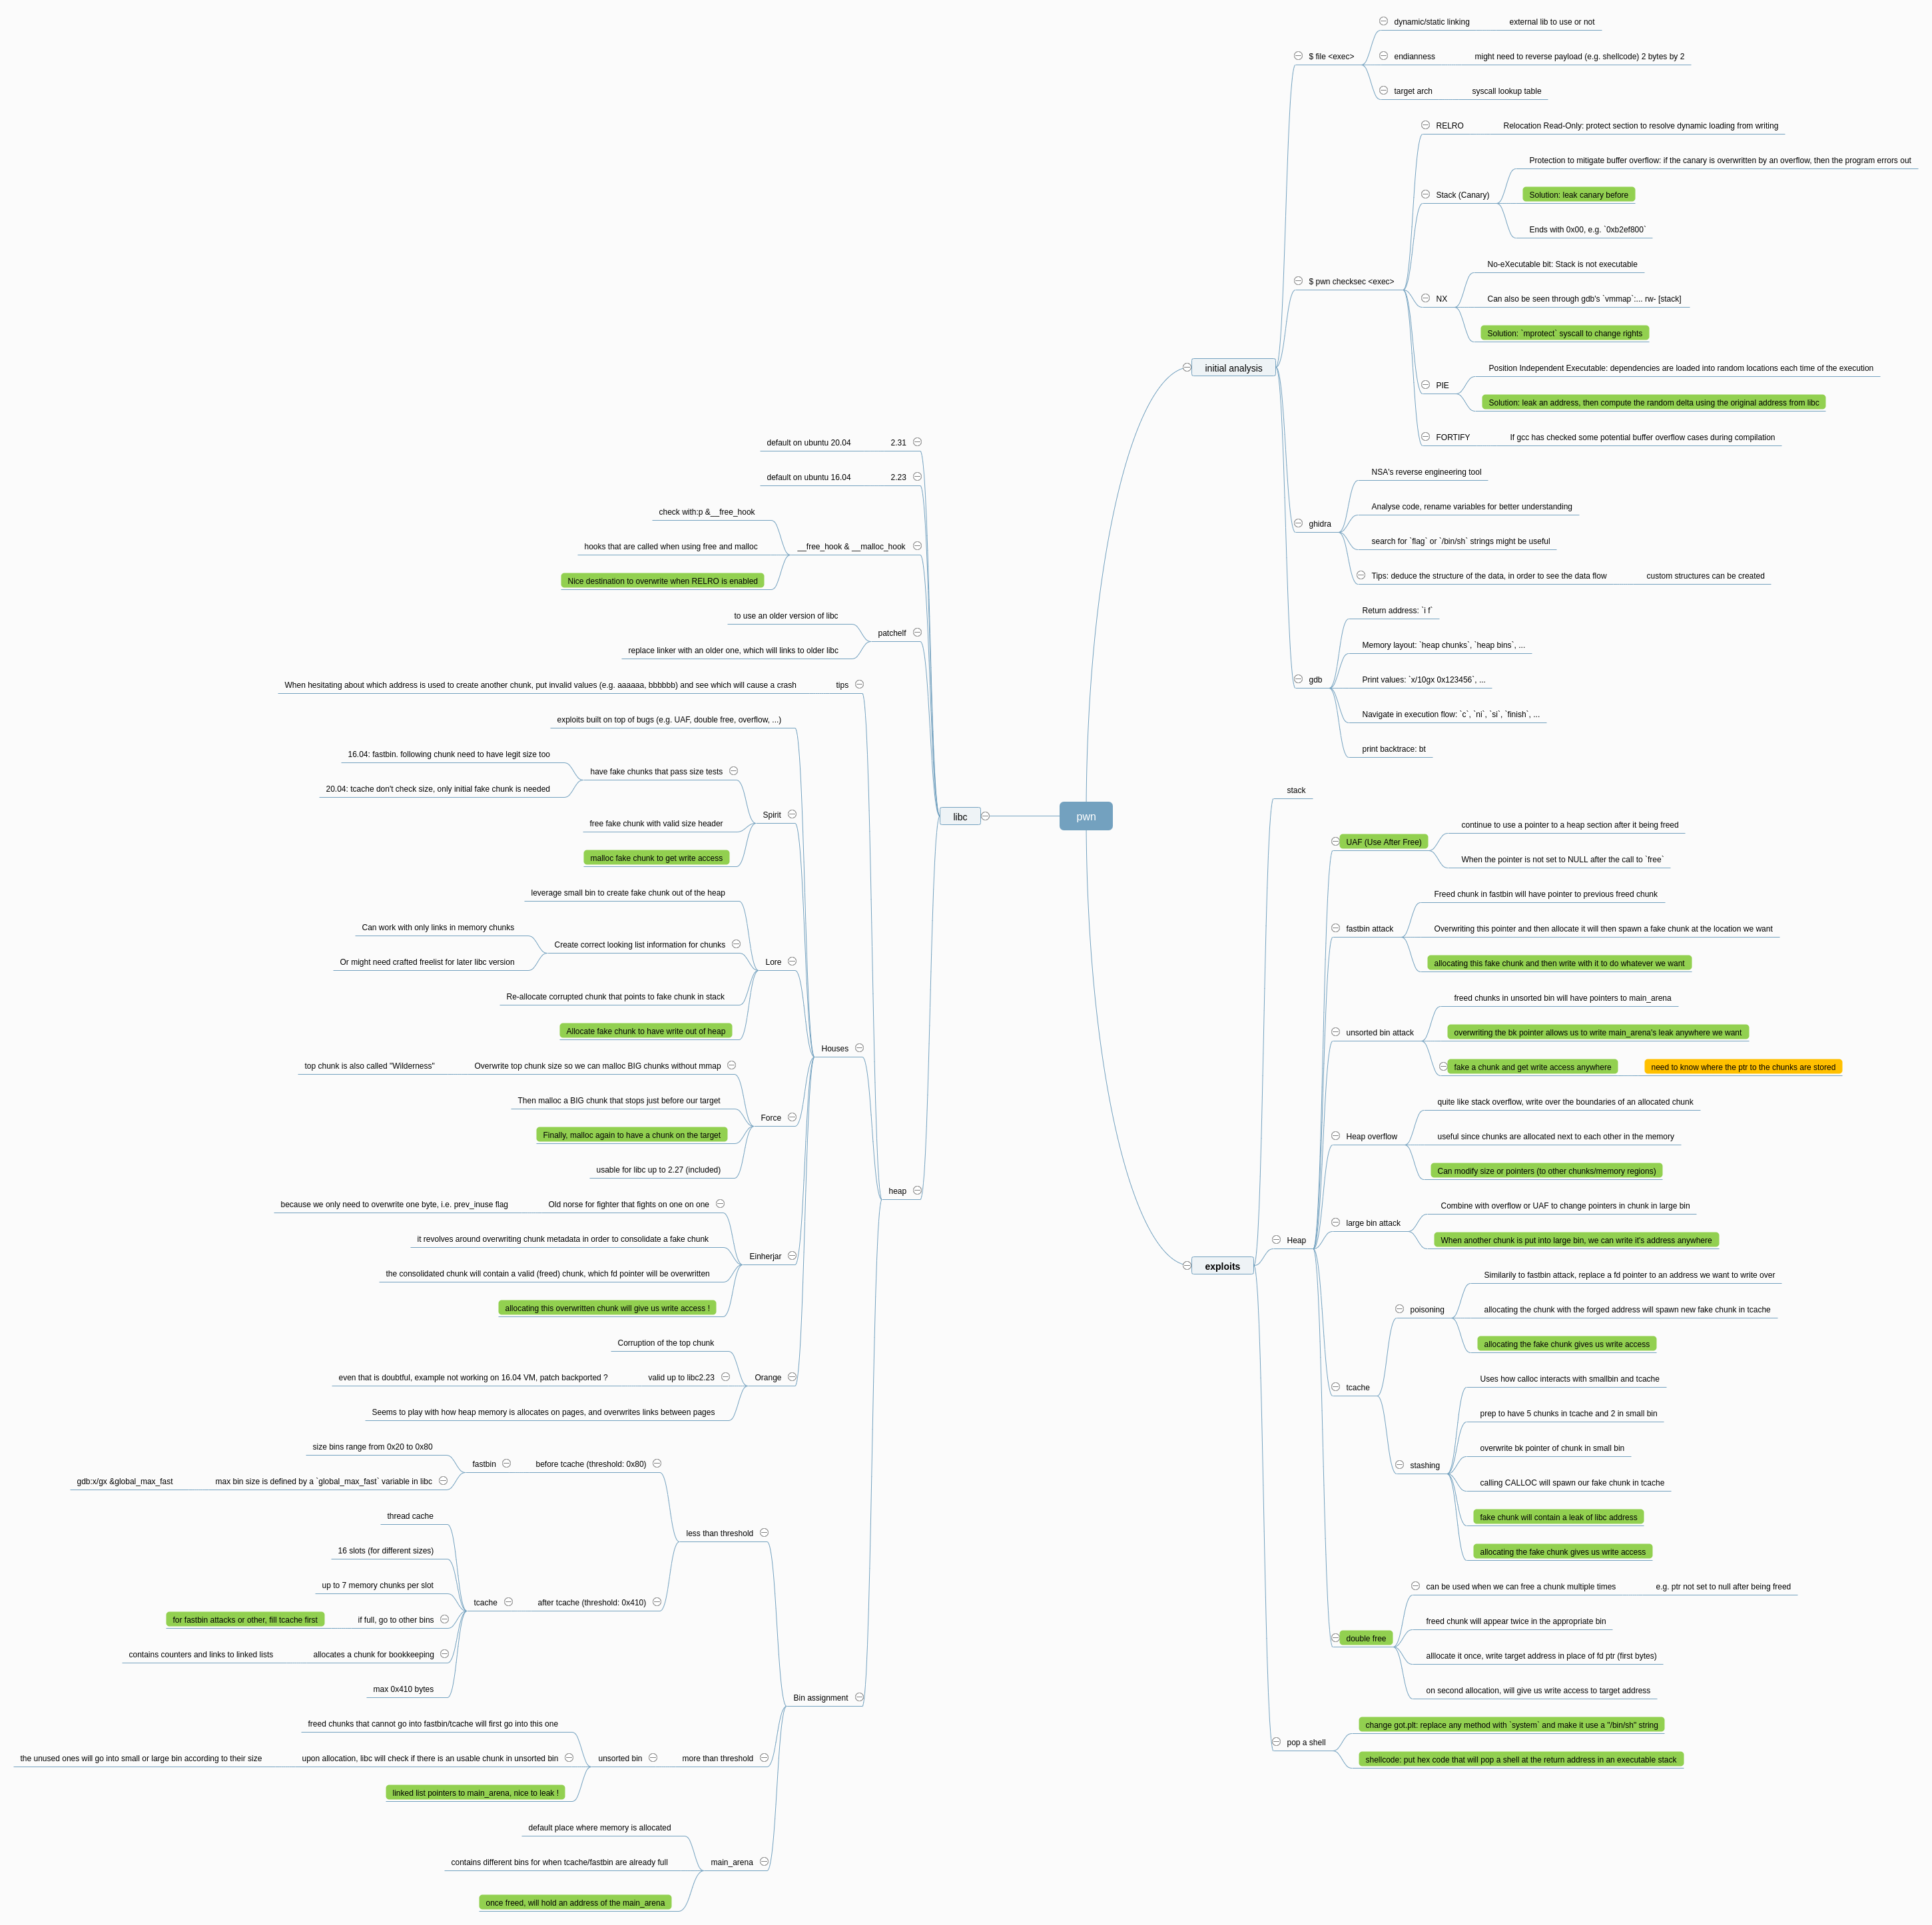 pwn
initial analysis
$ file <exec>
dynamic/static linking
external lib to use or not
endianness
might need to reverse payload (e.g. shellcode) 2 bytes by 2
target arch
syscall lookup table
$ pwn checksec <exec>
RELRO
Relocation Read-Only: protect section to resolve dynamic loading from writing
Stack (Canary)
Protection to mitigate buffer overflow: if the canary is overwritten by an overflow, then the program errors out
Solution: leak canary before
Ends with 0x00, e.g. `0xb2ef800`
NX
No-eXecutable bit: Stack is not executable
Can also be seen through gdb's `vmmap`:... rw- [stack]
Solution: `mprotect` syscall to change rights
PIE
Position Independent Executable: dependencies are loaded into random locations each time of the execution
Solution: leak an address, then compute the random delta using the original address from libc
FORTIFY
If gcc has checked some potential buffer overflow cases during compilation
ghidra
NSA's reverse engineering tool
Analyse code, rename variables for better understanding
search for `flag` or `/bin/sh` strings might be useful
Tips: deduce the structure of the data, in order to see the data flow
custom structures can be created
gdb
Return address: `i f`
Memory layout: `heap chunks`, `heap bins`, ...
Print values: `x/10gx 0x123456`, ...
Navigate in execution flow: `c`, `ni`, `si`, `finish`, ...
print backtrace: bt
exploits
stack
Heap
UAF (Use After Free)
continue to use a pointer to a heap section after it being freed
When the pointer is not set to NULL after the call to `free`
fastbin attack
Freed chunk in fastbin will have pointer to previous freed chunk
Overwriting this pointer and then allocate it will then spawn a fake chunk at the location we want
allocating this fake chunk and then write with it to do whatever we want
unsorted bin attack
freed chunks in unsorted bin will have pointers to main_arena
overwriting the bk pointer allows us to write main_arena's leak anywhere we want
fake a chunk and get write access anywhere
need to know where the ptr to the chunks are stored
Heap overflow
quite like stack overflow, write over the boundaries of an allocated chunk
useful since chunks are allocated next to each other in the memory
Can modify size or pointers (to other chunks/memory regions)
large bin attack
Combine with overflow or UAF to change pointers in chunk in large bin
When another chunk is put into large bin, we can write it's address anywhere
tcache
poisoning
Similarily to fastbin attack, replace a fd pointer to an address we want to write over
allocating the chunk with the forged address will spawn new fake chunk in tcache
allocating the fake chunk gives us write access
stashing
Uses how calloc interacts with smallbin and tcache
prep to have 5 chunks in tcache and 2 in small bin
overwrite bk pointer of chunk in small bin
calling CALLOC will spawn our fake chunk in tcache
fake chunk will contain a leak of libc address
allocating the fake chunk gives us write access
double free
can be used when we can free a chunk multiple times
e.g. ptr not set to null after being freed
freed chunk will appear twice in the appropriate bin
alllocate it once, write target address in place of fd ptr (first bytes)
on second allocation, will give us write access to target address
pop a shell
change got.plt: replace any method with `system` and make it use a "/bin/sh" string
shellcode: put hex code that will pop a shell at the return address in an executable stack
libc
2.31
default on ubuntu 20.04
2.23
default on ubuntu 16.04
__free_hook & __malloc_hook
check with:p &__free_hook
hooks that are called when using free and malloc
Nice destination to overwrite when RELRO is enabled
patchelf
to use an older version of libc
replace linker with an older one, which will links to older libc
heap
tips
When hesitating about which address is used to create another chunk, put invalid values (e.g. aaaaaa, bbbbbb) and see which will cause a crash
Houses
exploits built on top of bugs (e.g. UAF, double free, overflow, ...)
Spirit
have fake chunks that pass size tests
16.04: fastbin. following chunk need to have legit size too
20.04: tcache don't check size, only initial fake chunk is needed
free fake chunk with valid size header
malloc fake chunk to get write access
Lore
leverage small bin to create fake chunk out of the heap
Create correct looking list information for chunks
Can work with only links in memory chunks
Or might need crafted freelist for later libc version
Re-allocate corrupted chunk that points to fake chunk in stack
Allocate fake chunk to have write out of heap
Force
Overwrite top chunk size so we can malloc BIG chunks without mmap
top chunk is also called "Wilderness"
Then malloc a BIG chunk that stops just before our target
Finally, malloc again to have a chunk on the target
usable for libc up to 2.27 (included)
Einherjar
Old norse for fighter that fights on one on one
because we only need to overwrite one byte, i.e. prev_inuse flag
it revolves around overwriting chunk metadata in order to consolidate a fake chunk
the consolidated chunk will contain a valid (freed) chunk, which fd pointer will be overwritten
allocating this overwritten chunk will give us write access !
Orange
Corruption of the top chunk
valid up to libc2.23
even that is doubtful, example not working on 16.04 VM, patch backported ?
Seems to play with how heap memory is allocates on pages, and overwrites links between pages
Bin assignment
less than threshold
before tcache (threshold: 0x80)
fastbin
size bins range from 0x20 to 0x80
max bin size is defined by a `global_max_fast` variable in libc
gdb:x/gx &global_max_fast
after tcache (threshold: 0x410)
tcache
thread cache
16 slots (for different sizes)
up to 7 memory chunks per slot
if full, go to other bins
for fastbin attacks or other, fill tcache first
allocates a chunk for bookkeeping
contains counters and links to linked lists
max 0x410 bytes
more than threshold
unsorted bin
freed chunks that cannot go into fastbin/tcache will first go into this one
upon allocation, libc will check if there is an usable chunk in unsorted bin
the unused ones will go into small or large bin according to their size
linked list pointers to main_arena, nice to leak !
main_arena
default place where memory is allocated
contains different bins for when tcache/fastbin are already full
once freed, will hold an address of the main_arena